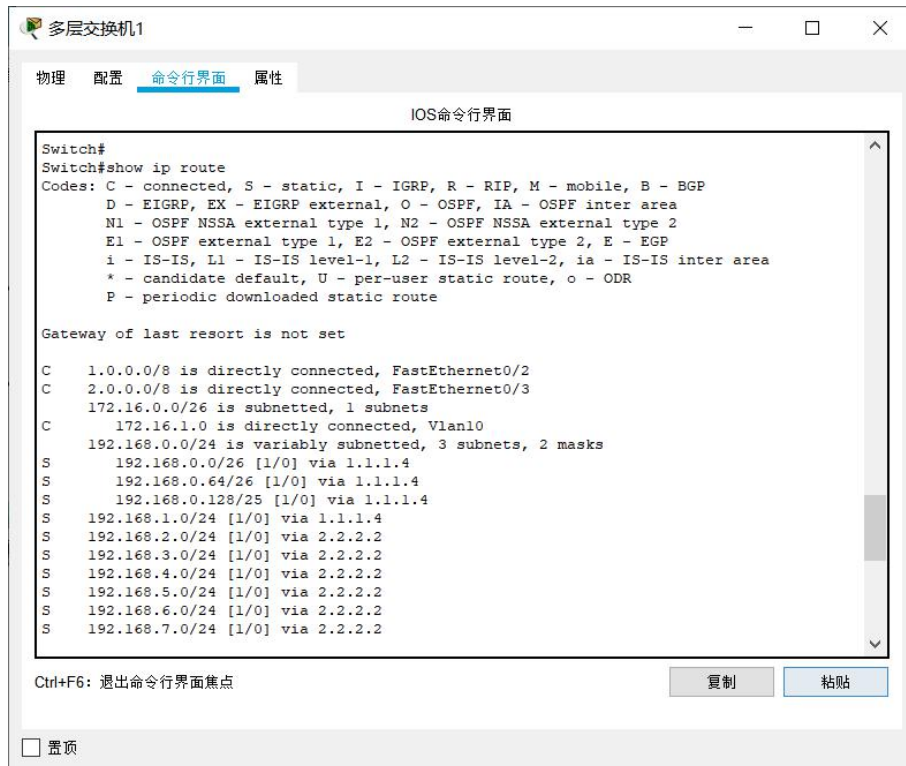 多层交换机1
物理 配置 命令行界面 属性
IOS命令行界面
Switch#
Switch#show ip route
Codes: C - connected, S - static, I - IGRP, R - RIP, M - mobile, B - BGP
D - EIGRP, EX - EIGRP external, O - OSPF, IA - OSPF inter area
N1 - OSPF NSSA external type 1, N2 - OSPF NSSA external type 2
E1 - OSPF external type 1, E2 - OSPF external type 2, E - EGP
i - IS-IS, L1 - IS-IS level-1, L2 - IS-IS level-2, ia - IS-IS inter area
* - candidate default, U - per-user static route, o - ODR
P - periodic downloaded static route
Gateway of last resort is not set
C 1.0.0.0/8 is directly connected, FastEthernet0/2
C 2.0.0.0/8 is directly connected, FastEthernet0/3
172.16.0.0/26 is subnetted, 1 subnets
C 172.16.1.0 is directly connected, Vlan10
192.168.0.0/24 is variably subnetted, 3 subnets, 2 masks
S 192.168.0.0/26 [1/0] via 1.1.1.4
S 192.168.0.64/26 [1/0] via 1.1.1.4
S 192.168.0.128/25 [1/0] via 1.1.1.4
S 192.168.1.0/24 [1/0] via 1.1.1.4
S 192.168.2.0/24 [1/0] via 2.2.2.2
S 192.168.3.0/24 [1/0] via 2.2.2.2
S 192.168.4.0/24 [1/0] via 2.2.2.2
S 192.168.5.0/24 [1/0] via 2.2.2.2
S 192.168.6.0/24 [1/0] via 2.2.2.2
S 192.168.7.0/24 [1/0] via 2.2.2.2
Ctrl+F6: 退出命令行界面焦点 复制 粘贴
置顶